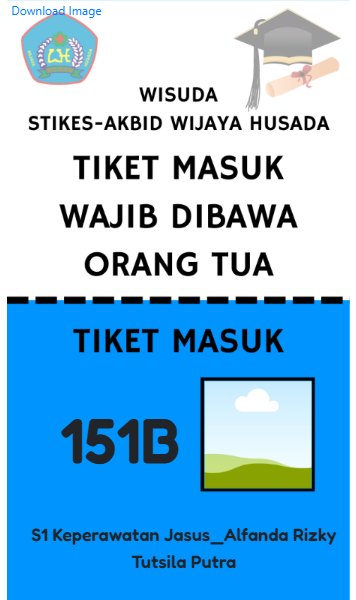 Download Image
WISUDA
STIKES-AKBID WIJAYA HUSADA
TIKET MASUK
WAJIB DIBAWA
ORANG TUA
TIKET MASUK
151B
S1 Keperawatan Jasus_Alfanda Rizky
Tutsila Putra